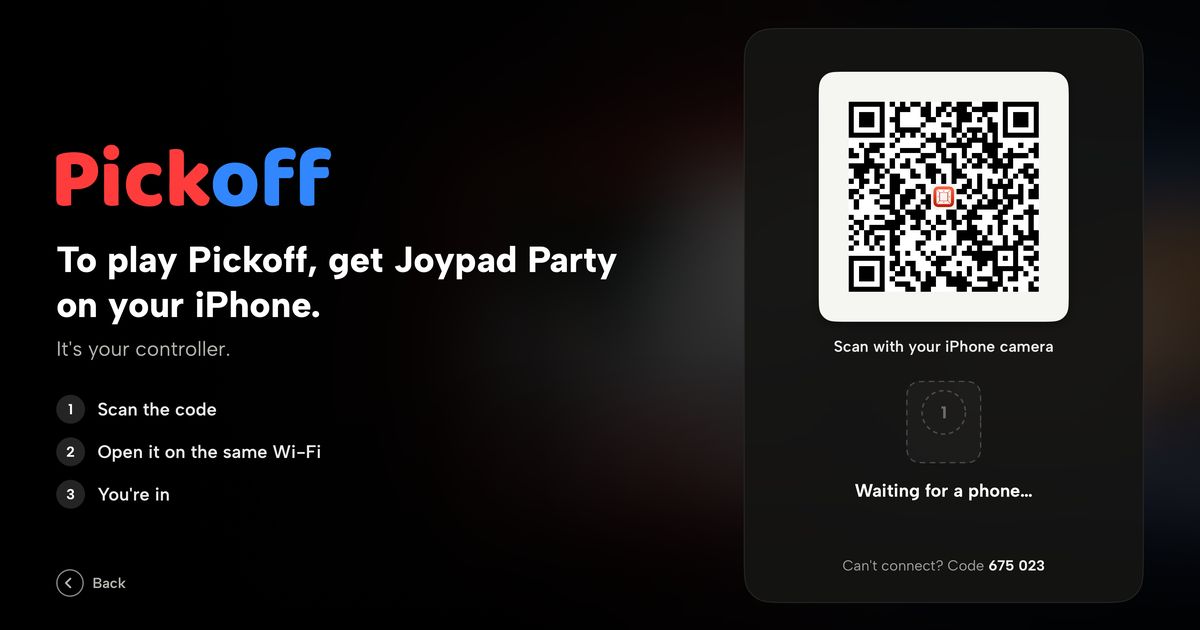 Pickoff
To play Pickoff, get Joypad Party
on your iPhone.
It's your controller.
1 Scan the code
2 Open it on the same Wi-Fi
3 You're in
Back
Scan with your iPhone camera
1
Waiting for a phone...
Can't connect? Code 675 023